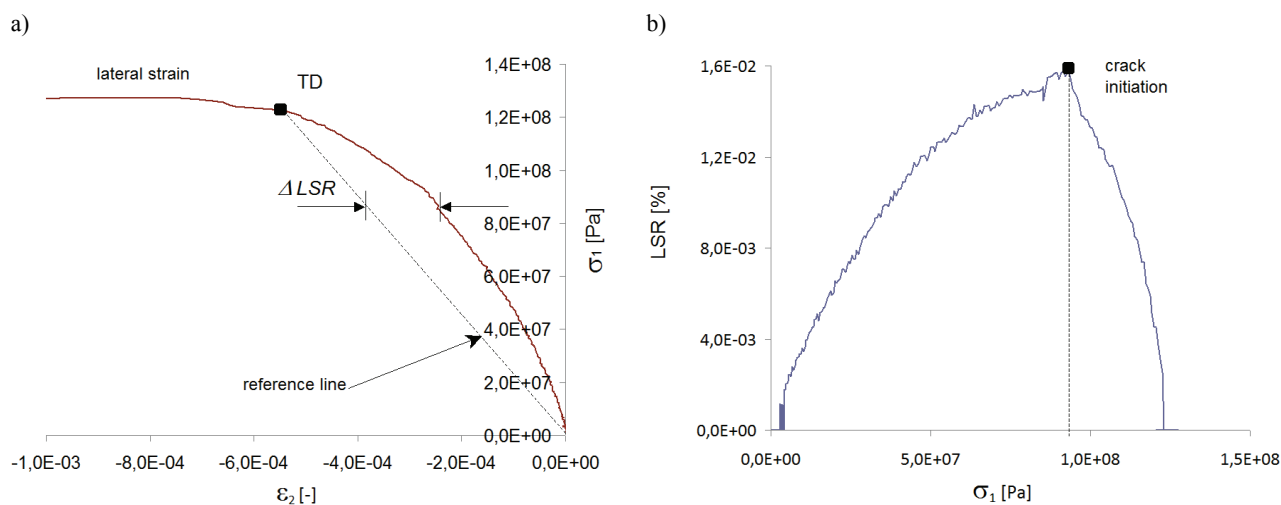 a)
lateral strain
TD
Δ LSR
reference line
1,4E+08
1,2E+08
1,0E+08
8,0E+07
6,0E+07
4,0E+07
2,0E+07
0,0E+00
σ1 [Pa]
-1,0E-03 -8,0E-04 -6,0E-04 -4,0E-04 -2,0E-04 0,0E+00
ε2 [-]
b)
1,6E-02
1,2E-02
8,0E-03
4,0E-03
0,0E+00
LSR [%]
crack
initiation
0,0E+00 5,0E+07 1,0E+08 1,5E+08
σ1 [Pa]